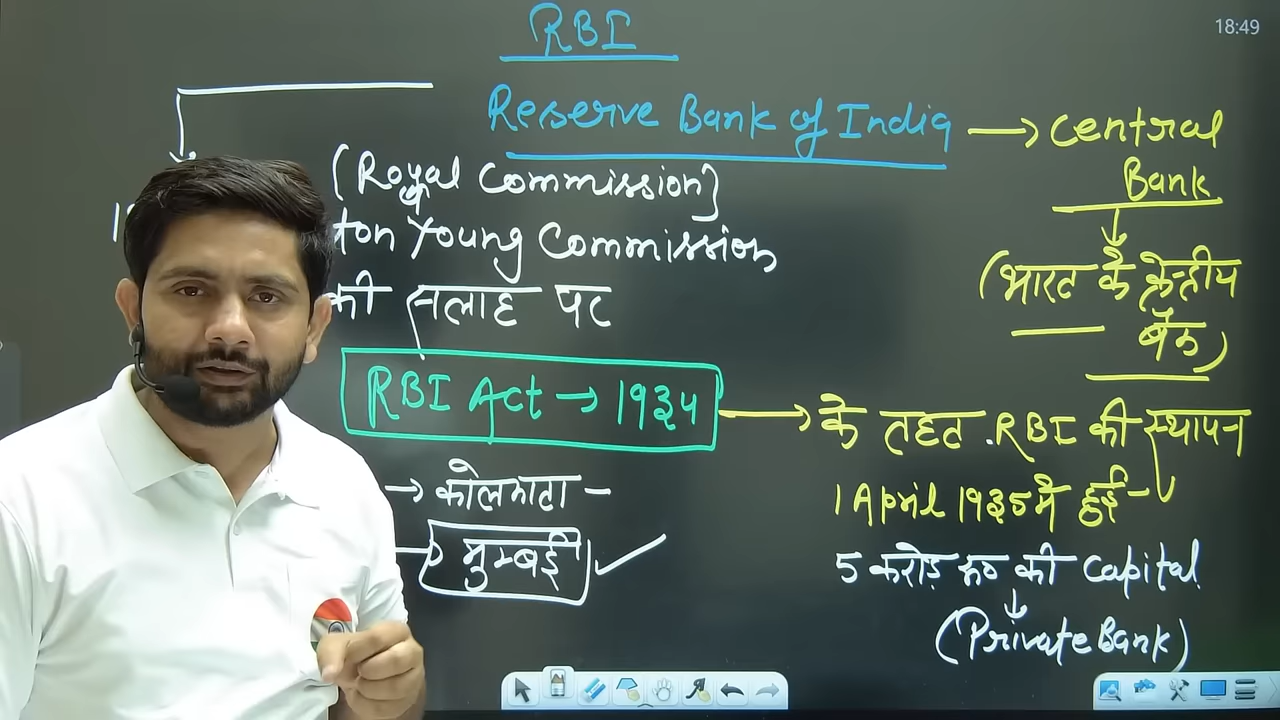 18:49
RBI
Reserve Bank of India → Central Bank
(भारत के केन्द्रीय बैंक)
(Royal Commission)
ton Young Commission
की सलाह पर
RBI Act → 1934
→ के तहत RBI की स्थापन
1 April 1935 में हुई-
→ कोलकाता -
मुम्बई ✓
5 करोड़ रू० की Capital
(Private Bank)